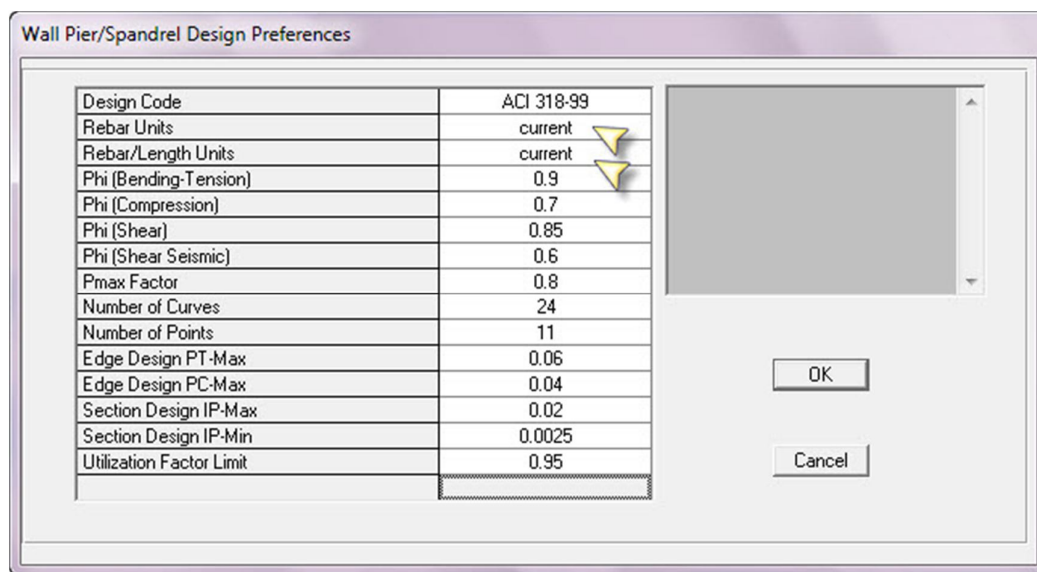 Wall Pier/Spandrel Design Preferences
Design Code ACI 318-99
Rebar Units current
Rebar/Length Units current
Phi (Bending-Tension) 0.9
Phi (Compression) 0.7
Phi (Shear) 0.85
Phi (Shear Seismic) 0.6
Pmax Factor 0.8
Number of Curves 24
Number of Points 11
Edge Design PT-Max 0.06
Edge Design PC-Max 0.04
Section Design IP-Max 0.02
Section Design IP-Min 0.0025
Utilization Factor Limit 0.95
OK
Cancel